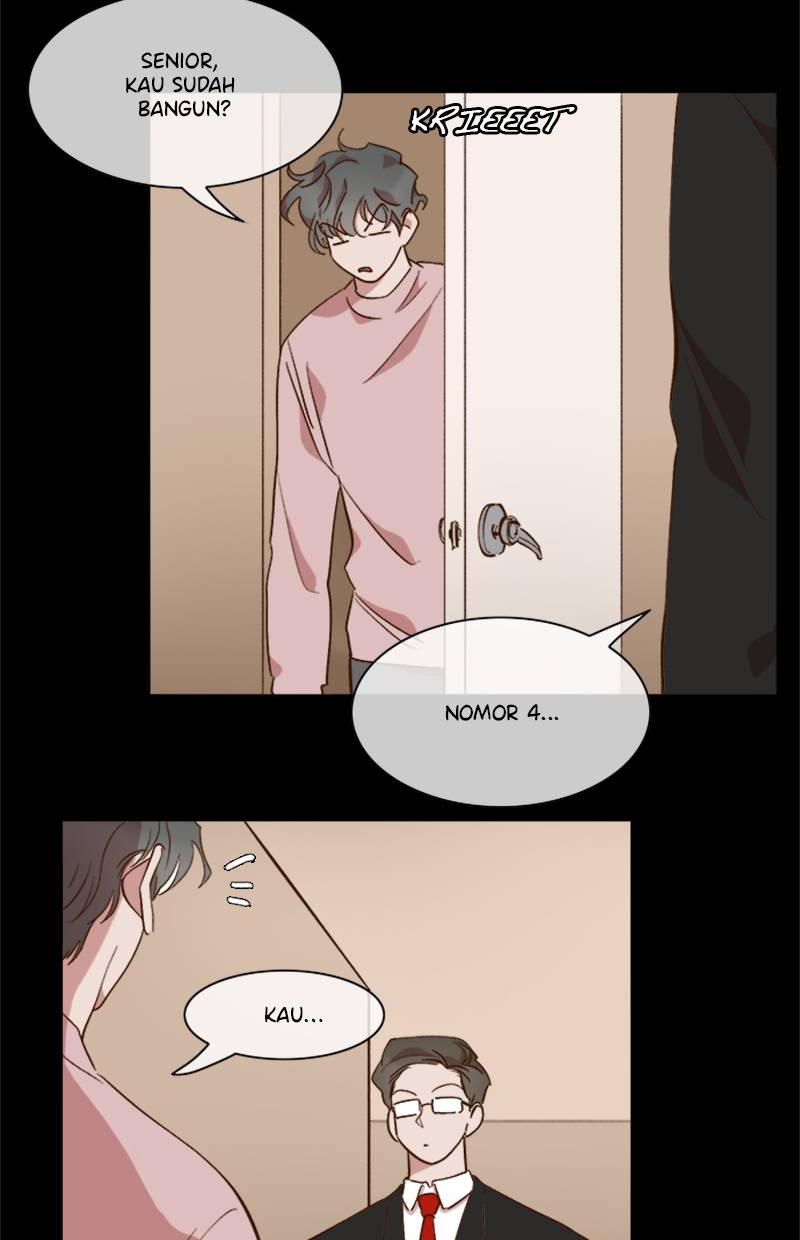 SENIOR,
KAU SUDAH
BANGUN?
KRIEEET
NOMOR 4...
KAU...